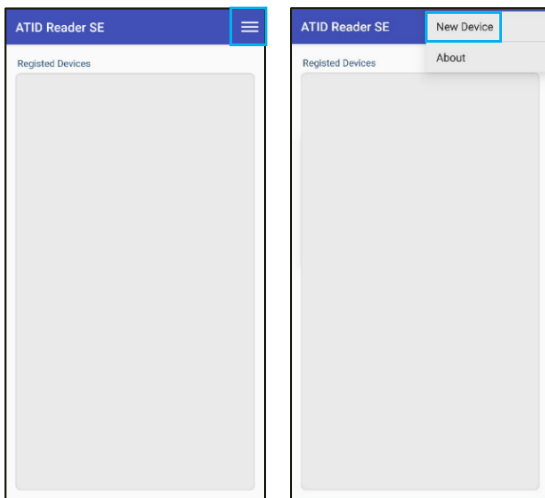 ATID Reader SE
Registed Devices
ATID Reader SE
New Device
About
Registed Devices